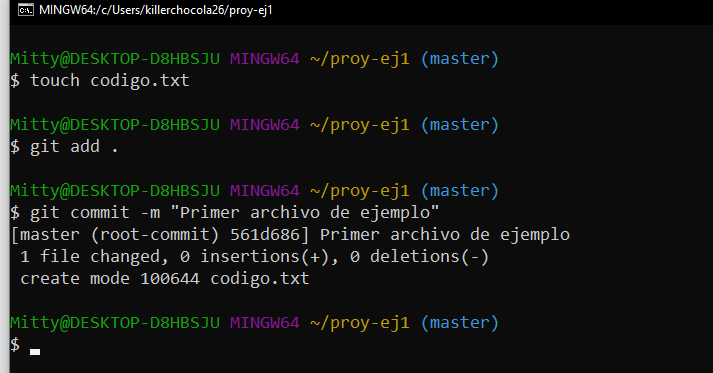 MINGW64:/c/Users/killerchocola26/proy-ej1
Mitty@DESKTOP-D8HBSJU MINGW64 ~/proy-ej1 (master)
$ touch codigo.txt
Mitty@DESKTOP-D8HBSJU MINGW64 ~/proy-ej1 (master)
$ git add .
Mitty@DESKTOP-D8HBSJU MINGW64 ~/proy-ej1 (master)
$ git commit -m "Primer archivo de ejemplo"
[master (root-commit) 561d686] Primer archivo de ejemplo
 1 file changed, 0 insertions(+), 0 deletions(-)
 create mode 100644 codigo.txt
Mitty@DESKTOP-D8HBSJU MINGW64 ~/proy-ej1 (master)
$